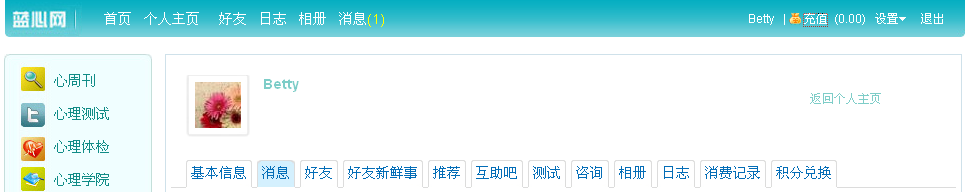 蓝心网 首页 个人主页 好友 日志 相册 消息(1) Betty | 充值 (0.00) 设置 退出
心周刊
心理测试
心理体检
心理学院
Betty
返回个人主页
基本信息 消息 好友 好友新鲜事 推荐 互助吧 测试 咨询 相册 日志 消费记录 积分兑换